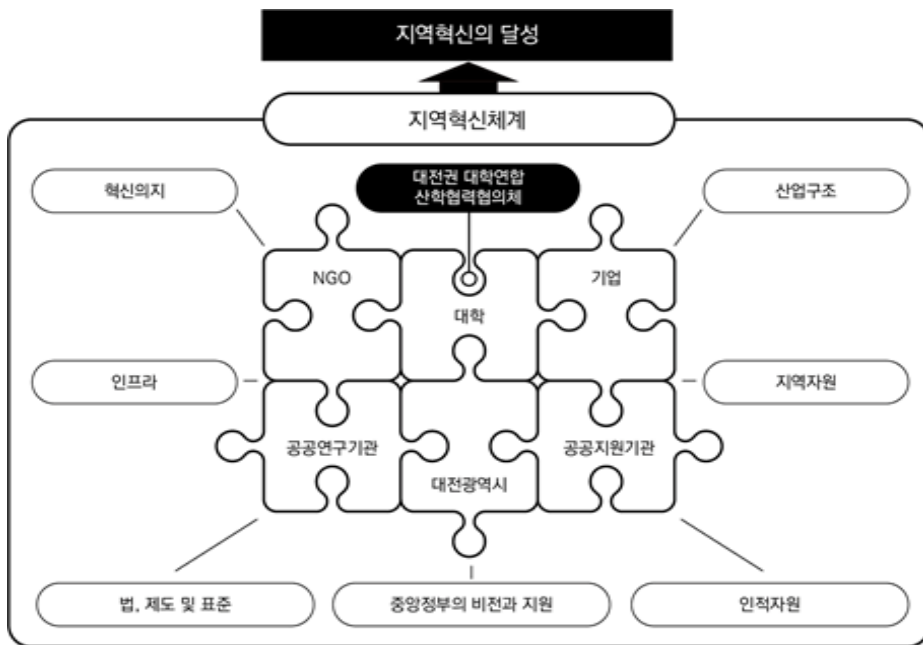 지역혁신의 달성
지역혁신체계
혁신의지
대전권 대학연합
산학협력협의체
산업구조
NGO
대학
기업
인프라
지역자원
공공연구기관
대전광역시
공공지원기관
법, 제도 및 표준
중앙정부의 비전과 지원
인적자원